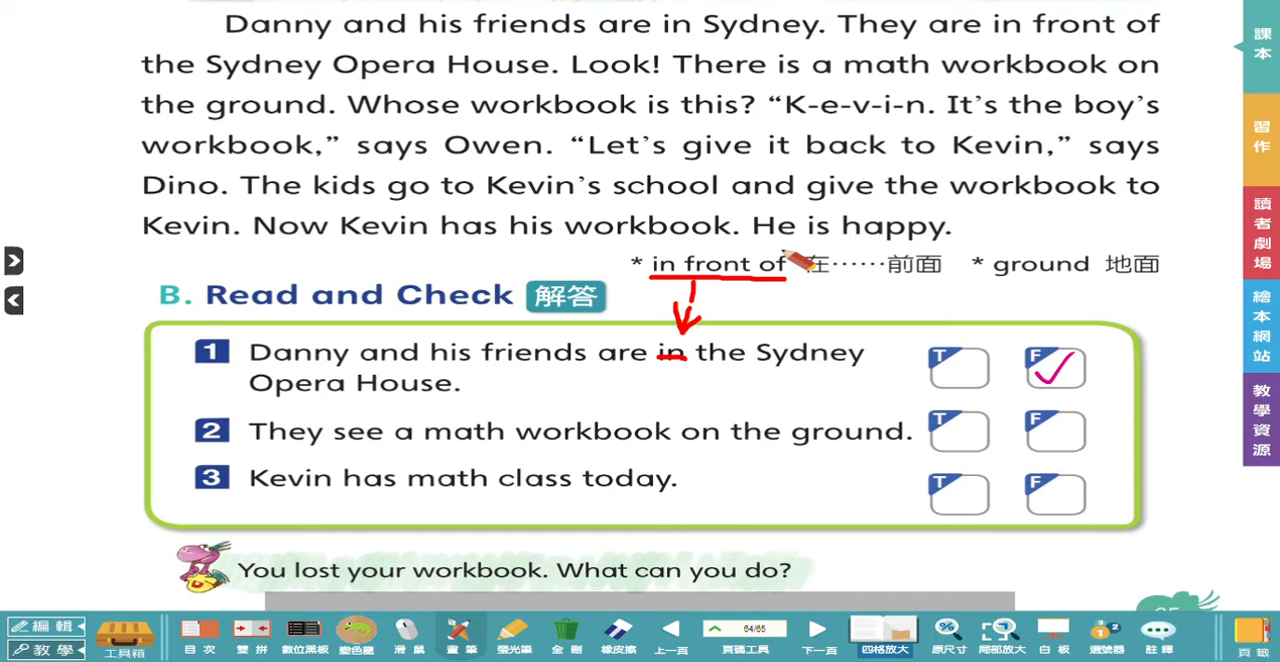 Danny and his friends are in Sydney. They are in front of
the Sydney Opera House. Look! There is a math workbook on
the ground. Whose workbook is this? “K-e-v-i-n. It’s the boy’s
workbook,” says Owen. “Let’s give it back to Kevin,” says
Dino. The kids go to Kevin’s school and give the workbook to
Kevin. Now Kevin has his workbook. He is happy.
* in front of 在……前面 * ground 地面
B. Read and Check 解答
1 Danny and his friends are in the Sydney T F
Opera House.
2 They see a math workbook on the ground. T F
3 Kevin has math class today. T F
You lost your workbook. What can you do?
課本
習作
讀者劇場
繪本網站
教學資源
編輯
教學
工具箱 目次 雙拼 數位黑板 變色龍 滑鼠 畫筆 螢光筆 全刪 橡皮擦 上一頁 64/65 頁碼工具 下一頁 四格放大 原尺寸 局部放大 白板 選號器 註釋 頁籤